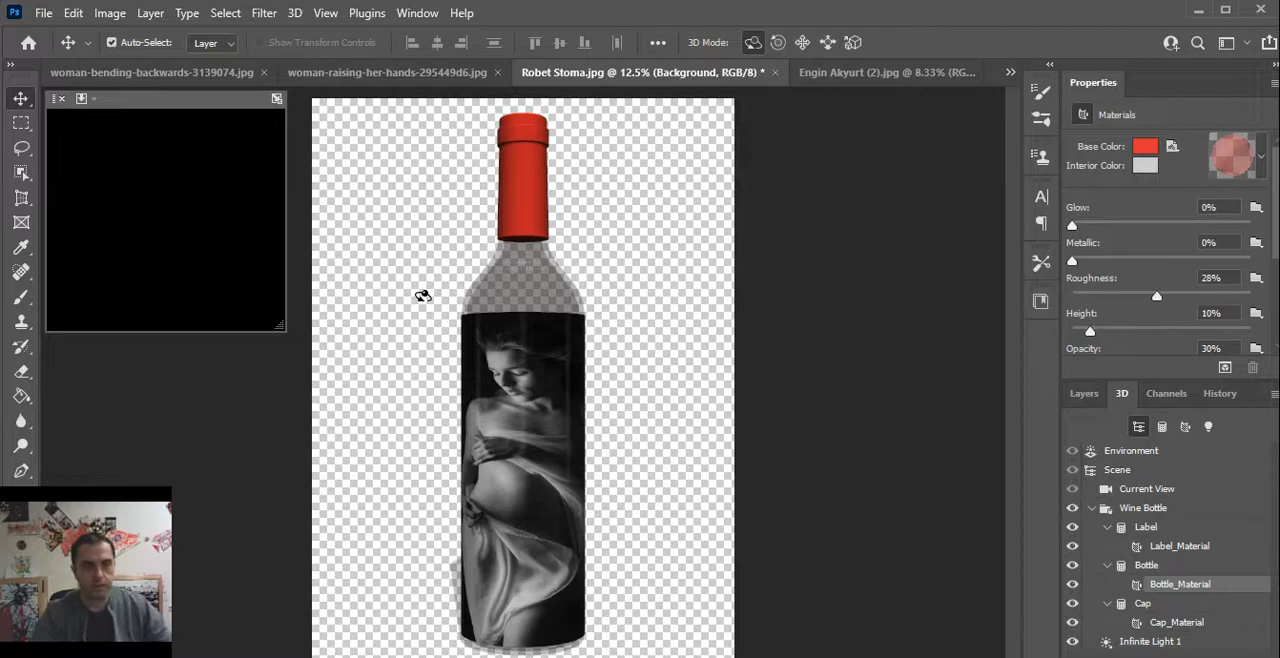 Ps File Edit Image Layer Type Select Filter 3D View Plugins Window Help
Auto-Select: Layer Show Transform Controls 3D Mode:
woman-bending-backwards-3139074.jpg woman-raising-her-hands-295449d6.jpg Robet Stoma.jpg @ 12.5% (Background, RGB/8) * Engin Akyurt (2).jpg @ 8.33% (RG...
Properties
Materials
Base Color:
Interior Color:
Glow: 0%
Metallic: 0%
Roughness: 28%
Height: 10%
Opacity: 30%
Layers 3D Channels History
Environment
Scene
Current View
Wine Bottle
Label
Label_Material
Bottle
Bottle_Material
Cap
Cap_Material
Infinite Light 1